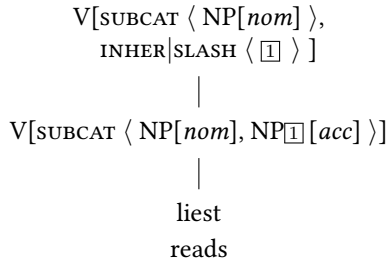 V[SUBCAT ⟨ NP[nom] ⟩,
INHER|SLASH ⟨ 1 ⟩ ]
V[SUBCAT ⟨ NP[nom], NP1 [acc] ⟩]
liest
reads